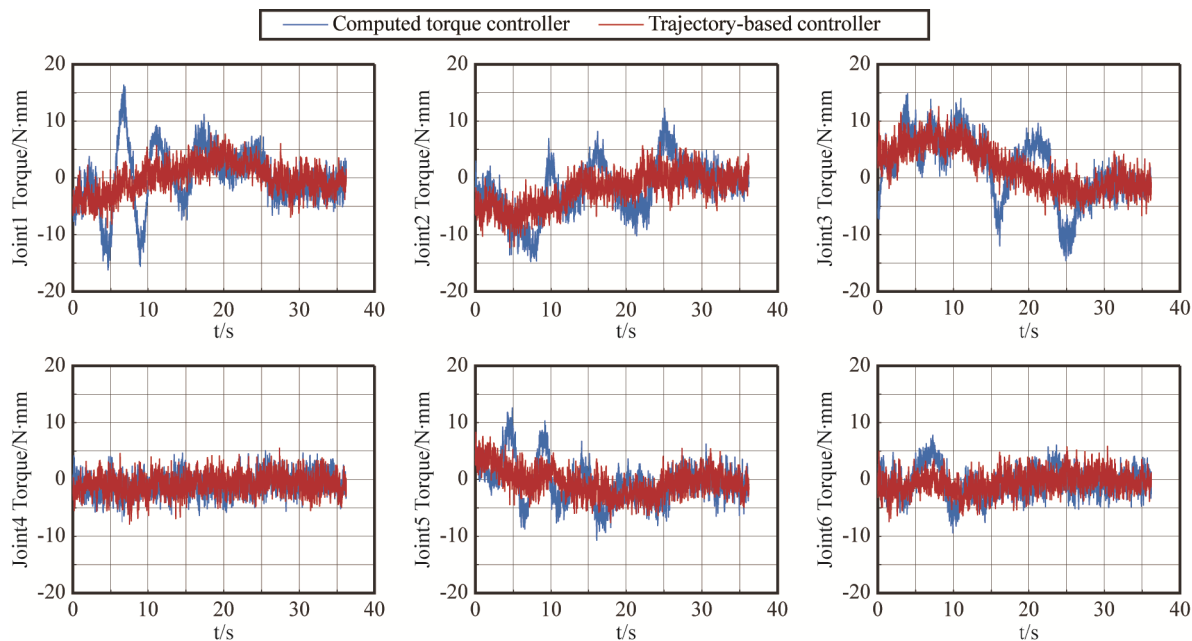 Computed torque controller Trajectory-based controller
Joint1 Torque/N·mm
20
10
0
-10
-20
0 10 20 30 40
t/s
Joint2 Torque/N·mm
20
10
0
-10
-20
0 10 20 30 40
t/s
Joint3 Torque/N·mm
20
10
0
-10
-20
0 10 20 30 40
t/s
Joint4 Torque/N·mm
20
10
0
-10
-20
0 10 20 30 40
t/s
Joint5 Torque/N·mm
20
10
0
-10
-20
0 10 20 30 40
t/s
Joint6 Torque/N·mm
20
10
0
-10
-20
0 10 20 30 40
t/s